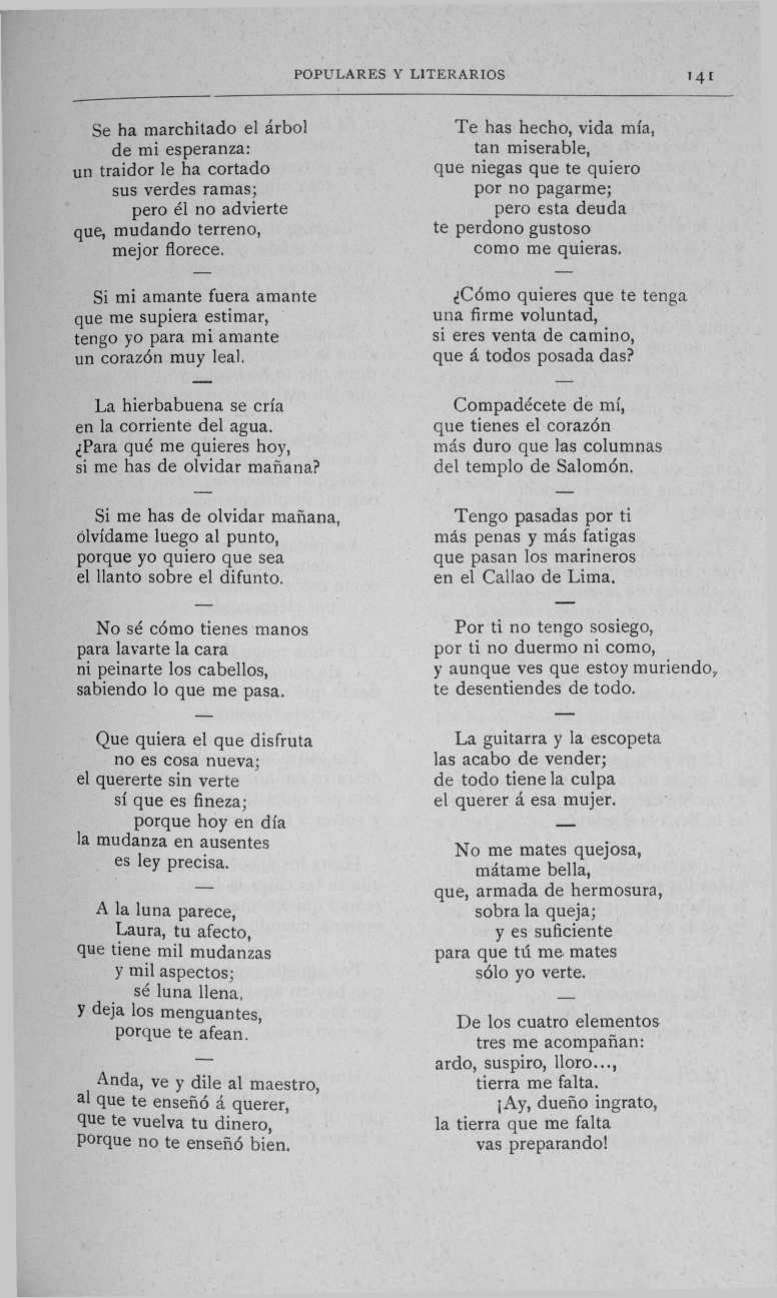 POPULARES Y LITERARIOS 141
Se ha marchitado el árbol
de mi esperanza:
un traidor le ha cortado
sus verdes ramas;
pero él no advierte
que, mudando terreno,
mejor florece.
—
Si mi amante fuera amante
que me supiera estimar,
tengo yo para mi amante
un corazón muy leal.
—
La hierbabuena se cría
en la corriente del agua.
¿Para qué me quieres hoy,
si me has de olvidar mañana?
—
Si me has de olvidar mañana,
olvídame luego al punto,
porque yo quiero que sea
el llanto sobre el difunto.
—
No sé cómo tienes manos
para lavarte la cara
ni peinarte los cabellos,
sabiendo lo que me pasa.
—
Que quiera el que disfruta
no es cosa nueva;
el quererte sin verte
sí que es fineza;
porque hoy en día
la mudanza en ausentes
es ley precisa.
—
A la luna parece,
Laura, tu afecto,
que tiene mil mudanzas
y mil aspectos;
sé luna llena,
y deja los menguantes,
porque te afean.
—
Anda, ve y dile al maestro,
al que te enseñó á querer,
que te vuelva tu dinero,
porque no te enseñó bien.
Te has hecho, vida mía,
tan miserable,
que niegas que te quiero
por no pagarme;
pero esta deuda
te perdono gustoso
como me quieras.
—
¿Cómo quieres que te tenga
una firme voluntad,
si eres venta de camino,
que á todos posada das?
—
Compadécete de mí,
que tienes el corazón
más duro que las columnas
del templo de Salomón.
—
Tengo pasadas por ti
más penas y más fatigas
que pasan los marineros
en el Callao de Lima.
—
Por ti no tengo sosiego,
por ti no duermo ni como,
y aunque ves que estoy muriendo,
te desentiendes de todo.
—
La guitarra y la escopeta
las acabo de vender;
de todo tiene la culpa
el querer á esa mujer.
—
No me mates quejosa,
mátame bella,
que, armada de hermosura,
sobra la queja;
y es suficiente
para que tú me mates
sólo yo verte.
—
De los cuatro elementos
tres me acompañan:
ardo, suspiro, lloro...,
tierra me falta.
¡Ay, dueño ingrato,
la tierra que me falta
vas preparando!